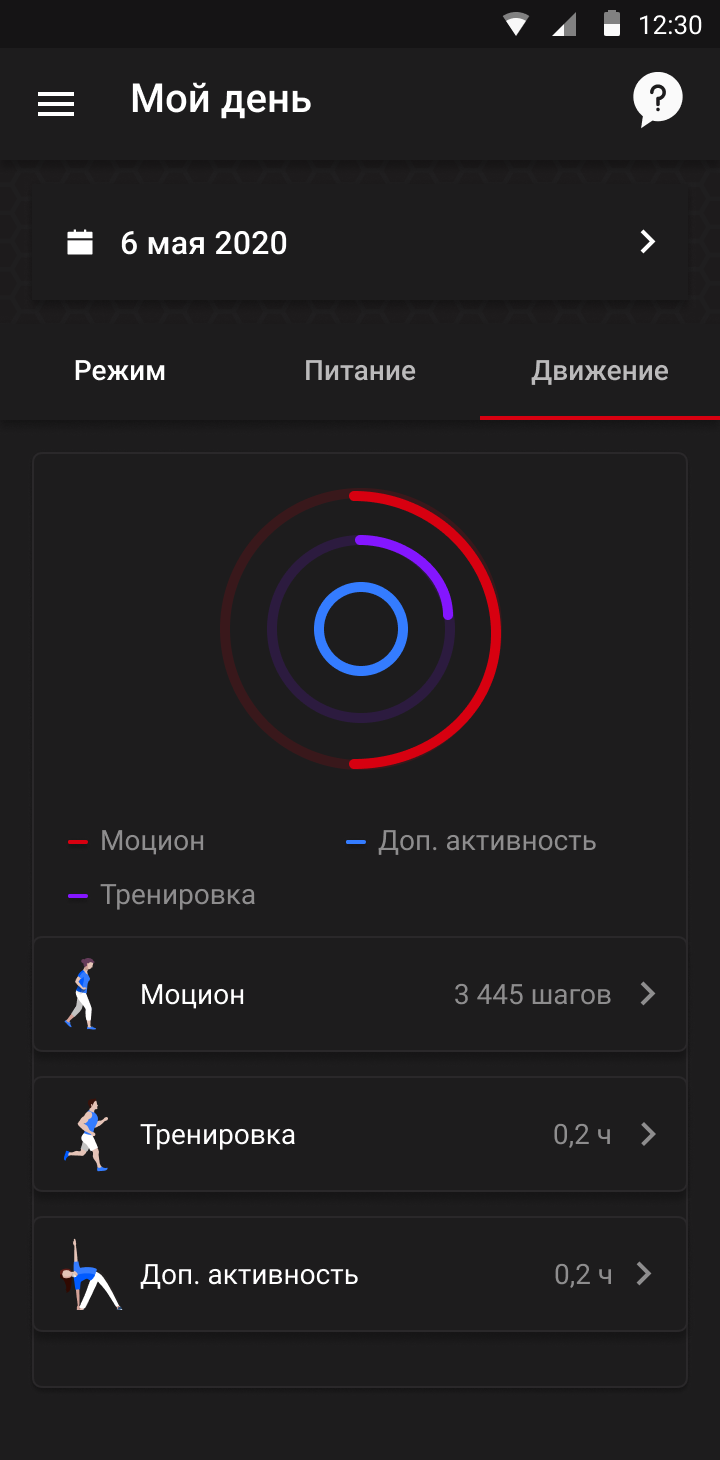 12:30
Мой день
?
6 мая 2020
Режим Питание Движение
Моцион Доп. активность
Тренировка
Моцион 3 445 шагов
Тренировка 0,2 ч
Доп. активность 0,2 ч